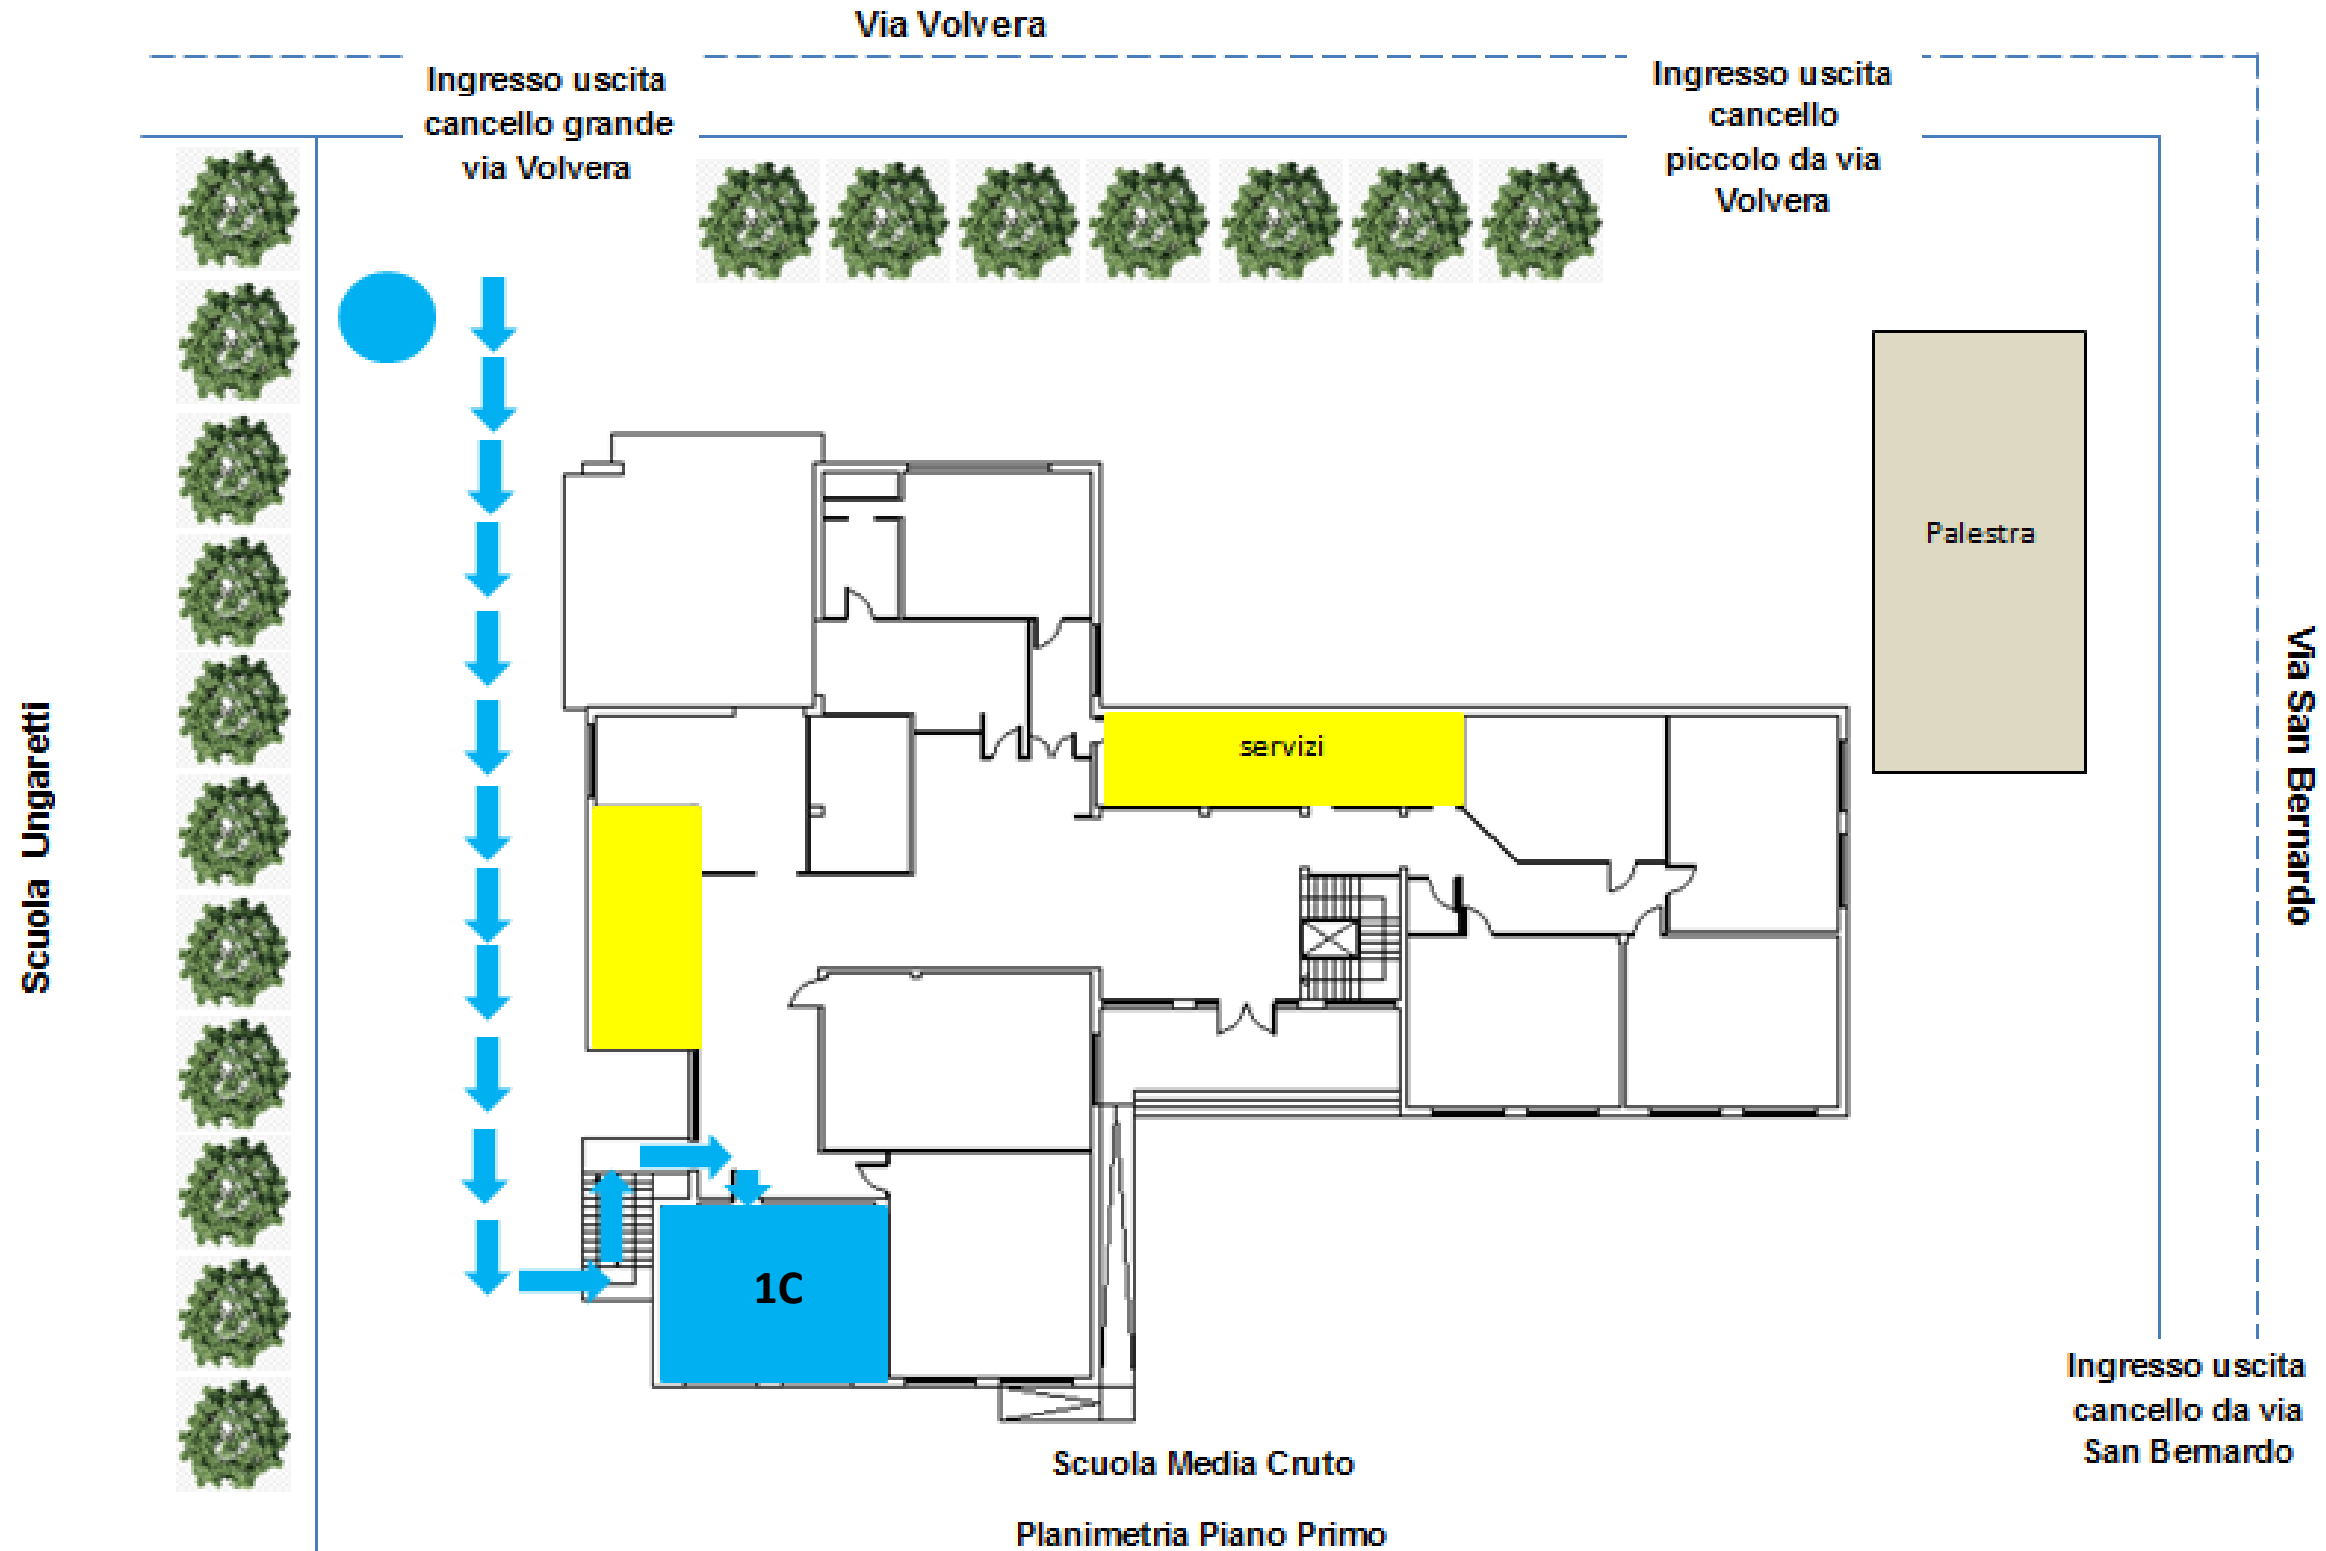 Via Volvera
Ingresso uscita
cancello grande
via Volvera
Ingresso uscita
cancello
piccolo da via
Volvera
Palestra
Via San Bernardo
Scuola Ungaretti
servizi
1C
Ingresso uscita
cancello da via
San Bernardo
Scuola Media Cruto
Planimetria Piano Primo